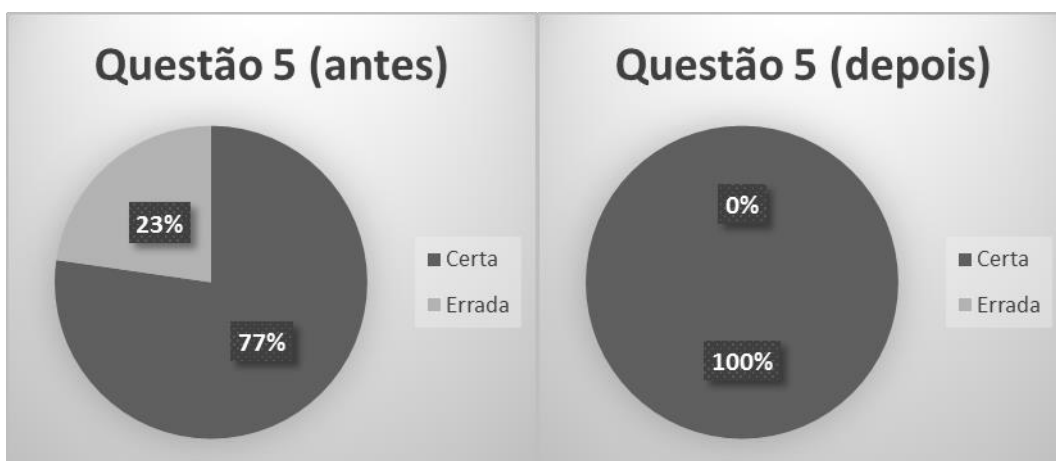 Questão 5 (antes)
23%
77%
Certa
Errada
Questão 5 (depois)
0%
100%
Certa
Errada